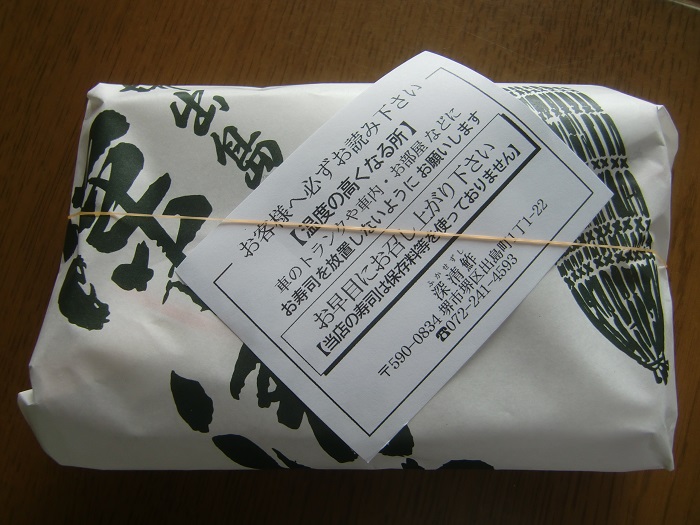 出島
お客様へ必ずお読み下さい
【温度の高くなる所】
車のトランクや車内・お部屋などに
お寿司を放置しないようにお願いします
お早目にお召し上がり下さい
【当店の寿司は保存料等を使っておりません】
ふかせずし
深清鮓
〒590-0834 堺市堺区出島町1丁1-22
☎072-241-4593